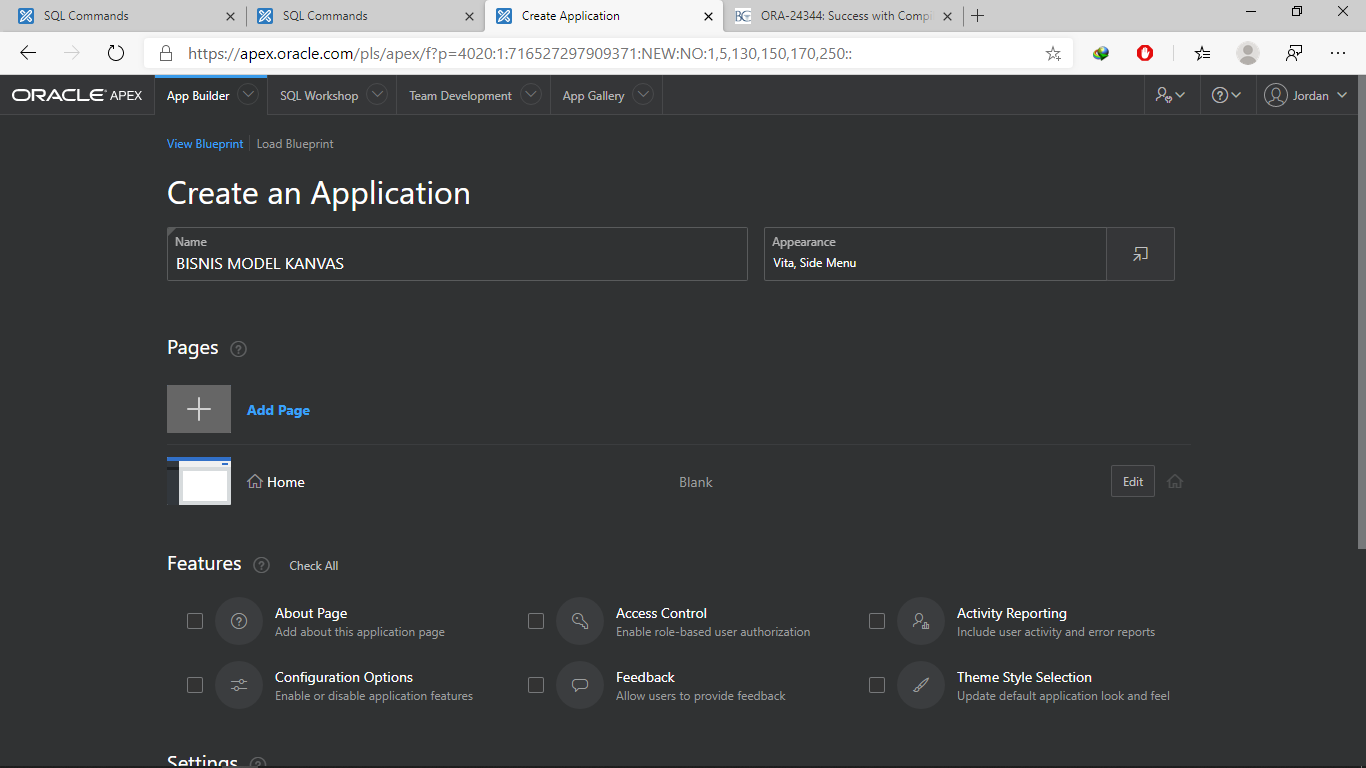 SQL Commands
SQL Commands
Create Application
ORA-24344: Success with Compi
https://apex.oracle.com/pls/apex/f?p=4020:1:716527297909371:NEW:NO:1,5,130,150,170,250::
ORACLE APEX App Builder SQL Workshop Team Development App Gallery Jordan
View Blueprint Load Blueprint
Create an Application
Name
BISNIS MODEL KANVAS
Appearance
Vita, Side Menu
Pages
Add Page
Home Blank Edit
Features Check All
About Page
Add about this application page
Access Control
Enable role-based user authorization
Activity Reporting
Include user activity and error reports
Configuration Options
Enable or disable application features
Feedback
Allow users to provide feedback
Theme Style Selection
Update default application look and feel
Settings